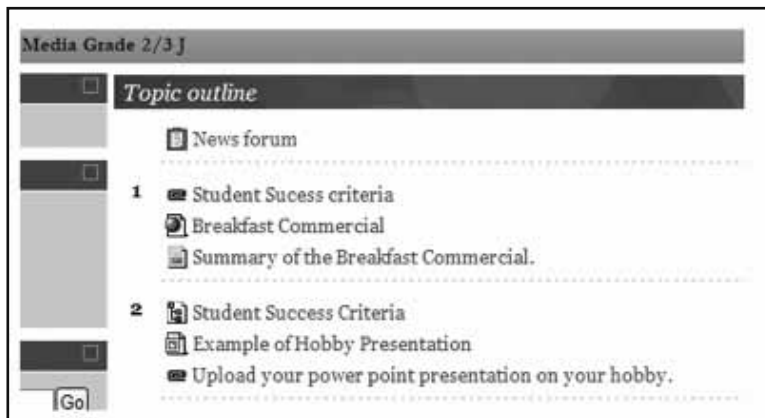 Media Grade 2/3 J
Topic outline
News forum
1 Student Sucess criteria
Breakfast Commercial
Summary of the Breakfast Commercial.
2 Student Success Criteria
Example of Hobby Presentation
Upload your power point presentation on your hobby.
Go